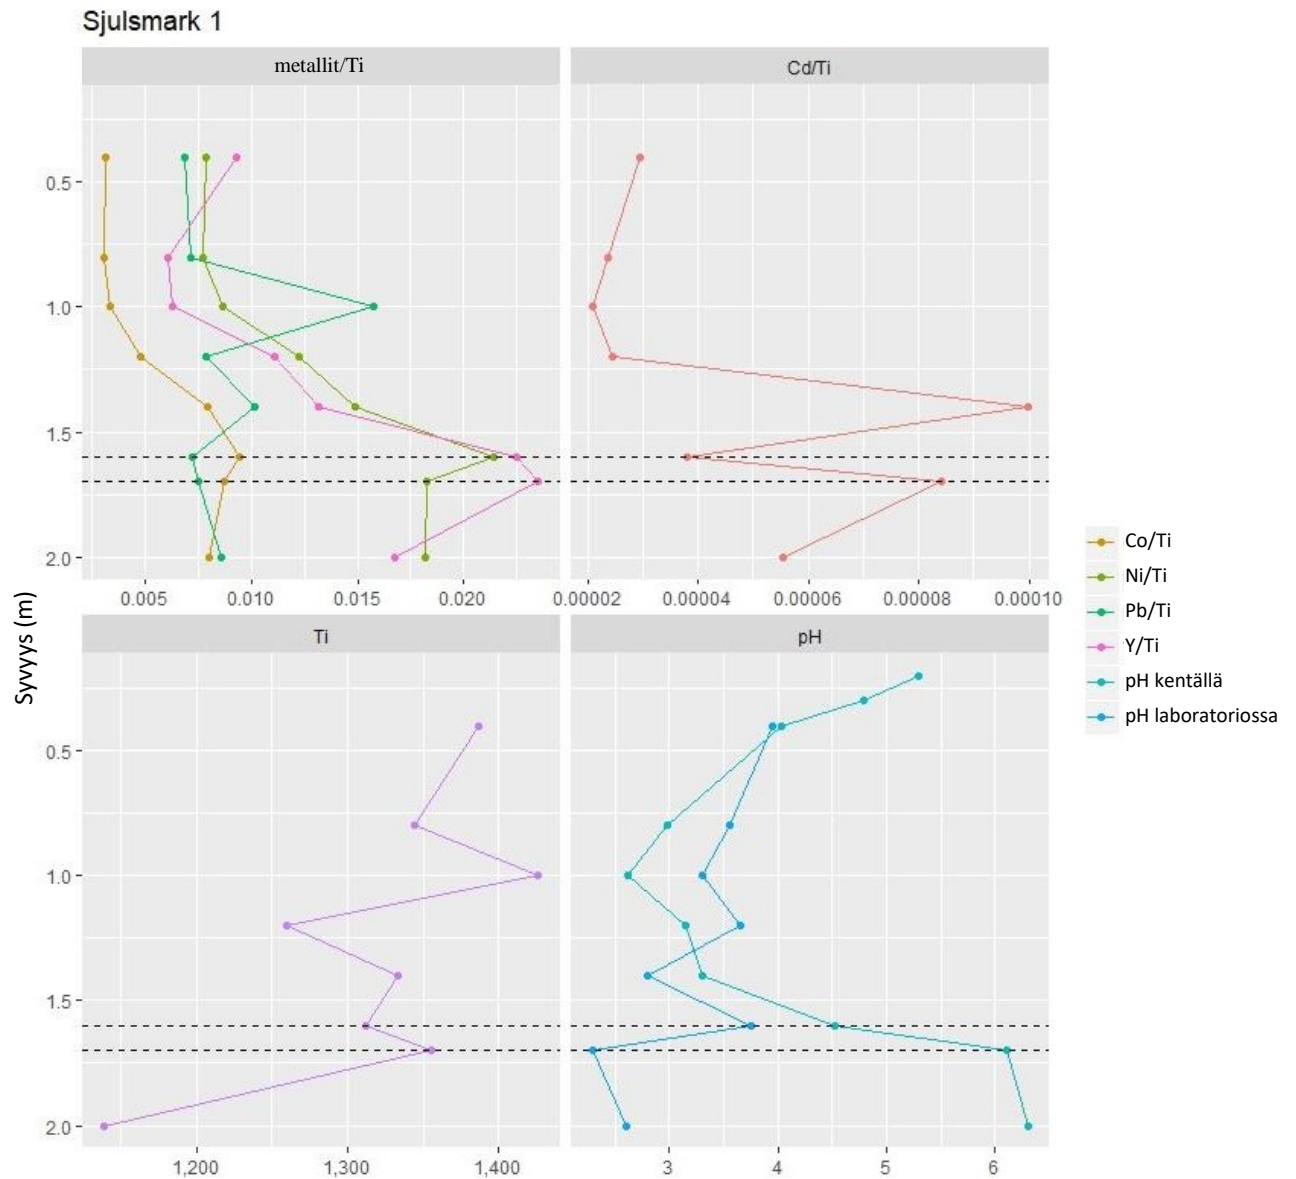 Sjulsmark 1
metallit/Ti
Cd/Ti
0.5
1.0
1.5
2.0
0.005 0.010 0.015 0.020
0.00002 0.00004 0.00006 0.00008 0.00010
Syvyys (m)
Ti
pH
0.5
1.0
1.5
2.0
1,200 1,300 1,400
3 4 5 6
Co/Ti
Ni/Ti
Pb/Ti
Y/Ti
pH kentällä
pH laboratoriossa